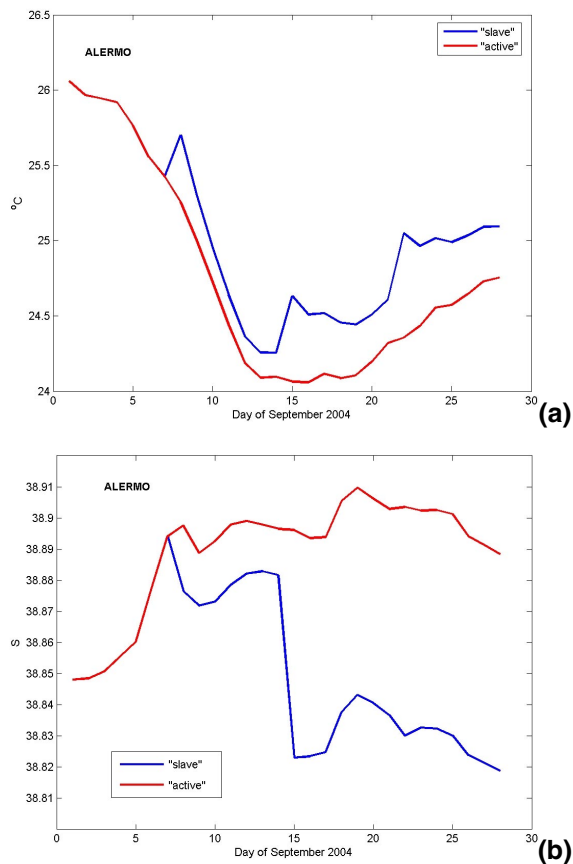 26.5
"slave"
"active"
ALERMO
26
25.5
25
24.5
24
ºC
0 5 10 15 20 25 30
Day of September 2004
(a)
38.91
38.9
38.89
38.88
38.87
38.86
38.85
38.84
38.83
38.82
38.81
S
ALERMO
"slave"
"active"
0 5 10 15 20 25 30
Day of September 2004
(b)